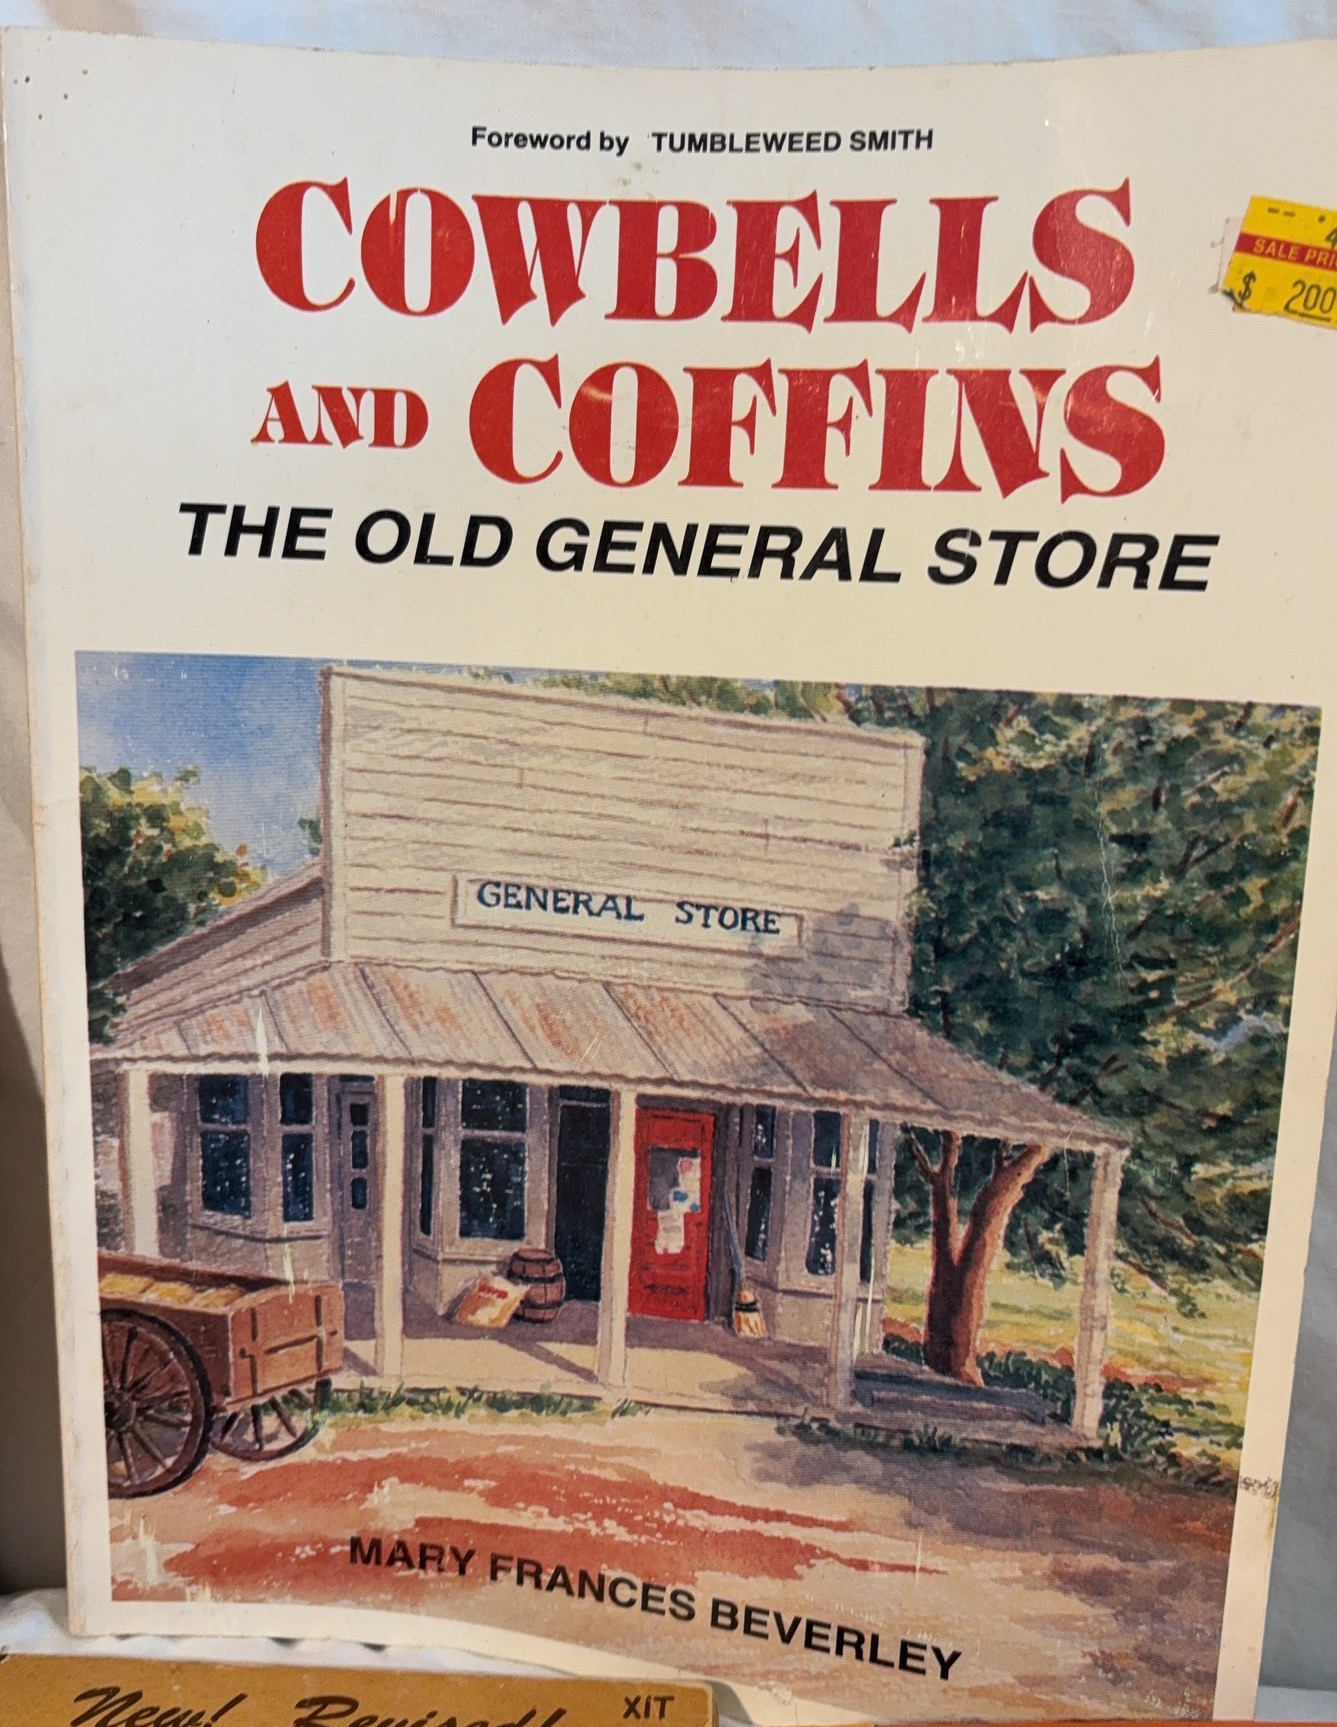 Foreword by TUMBLEWEED SMITH
COWBELLS
AND COFFINS
THE OLD GENERAL STORE
SALE
$ 200
GENERAL STORE
MARY FRANCES BEVERLEY
New! Revised!
XIT